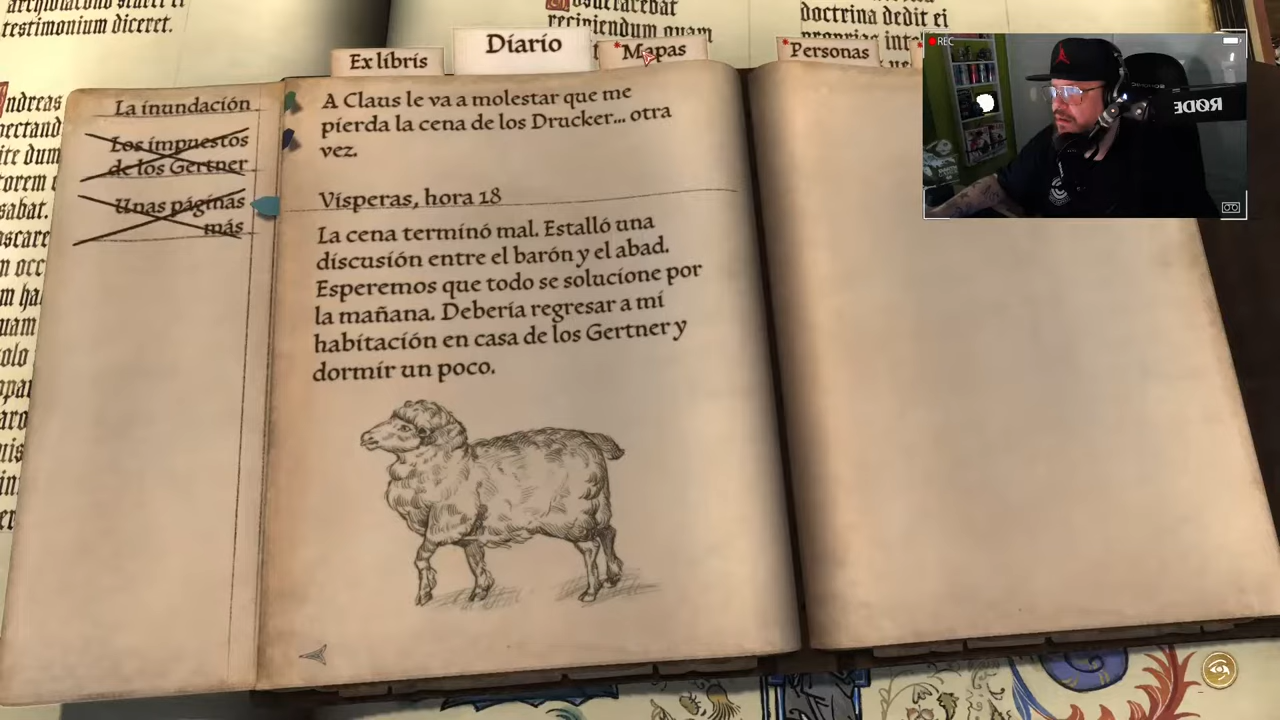 testimonium diceret.
recipiendum quam
doctrina dedit ei
Ex libris
Diario
*Mapas
*Personas
REC
RØDE
La inundación
Los impuestos
de los Gertner
Unas páginas
más
A Claus le va a molestar que me
pierda la cena de los Drucker... otra
vez.
Vísperas, hora 18
La cena terminó mal. Estalló una
discusión entre el barón y el abad.
Esperemos que todo se solucione por
la mañana. Debería regresar a mi
habitación en casa de los Gertner y
dormir un poco.